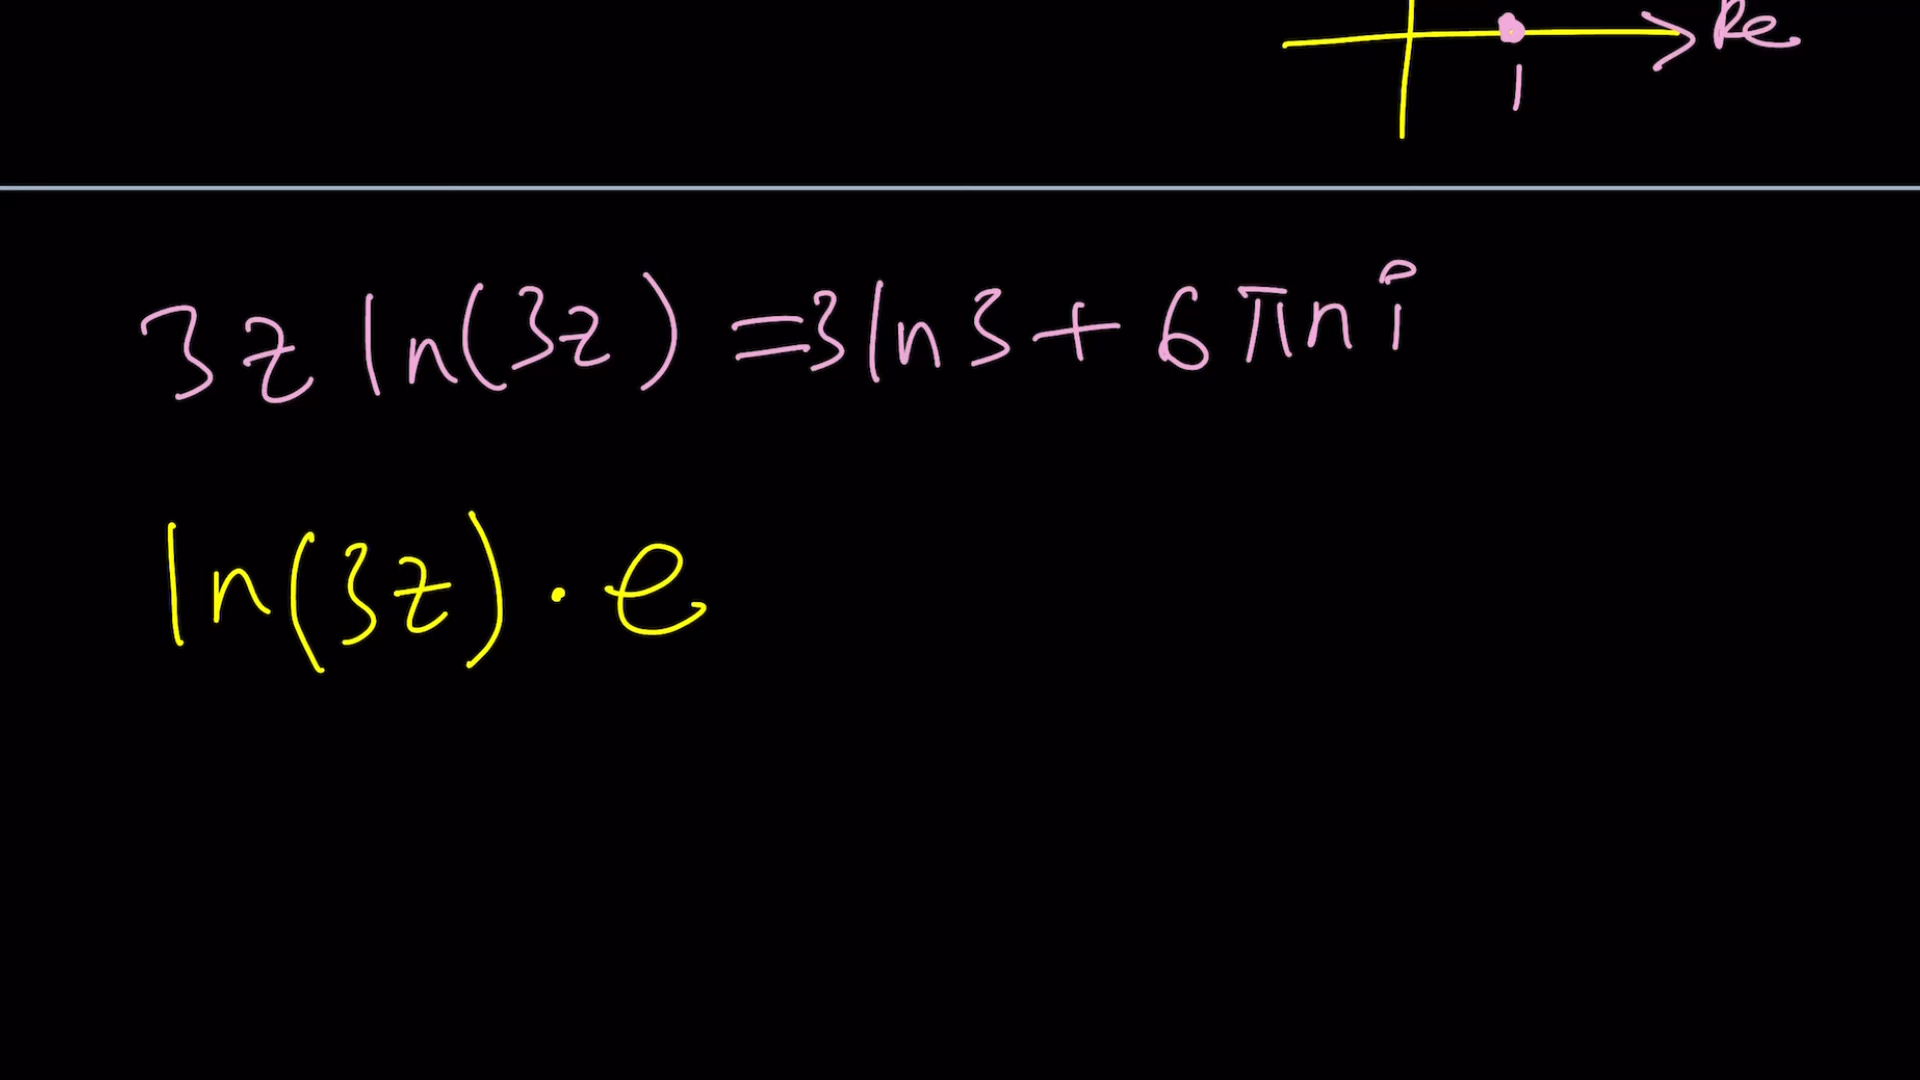 Re
1
3z ln(3z) = 3ln3 + 6πni
ln(3z) · e